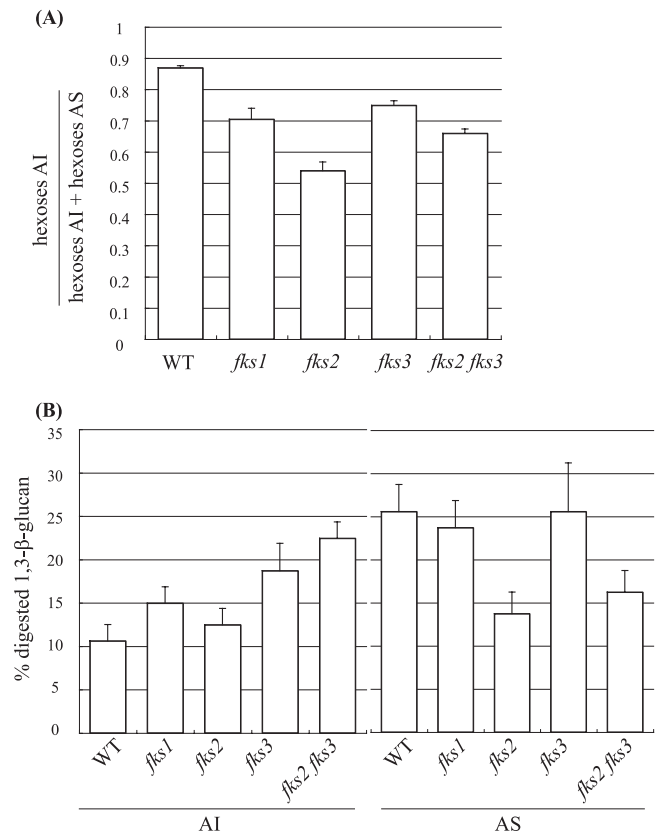 (A)
hexoses AI
hexoses AI + hexoses AS
1
0.9
0.8
0.7
0.6
0.5
0.4
0.3
0.2
0.1
0
WT fks1 fks2 fks3 fks2 fks3
(B)
% digested 1,3-β-glucan
35
30
25
20
15
10
5
0
WT fks1 fks2 fks3 fks2 fks3 WT fks1 fks2 fks3 fks2 fks3
AI AS